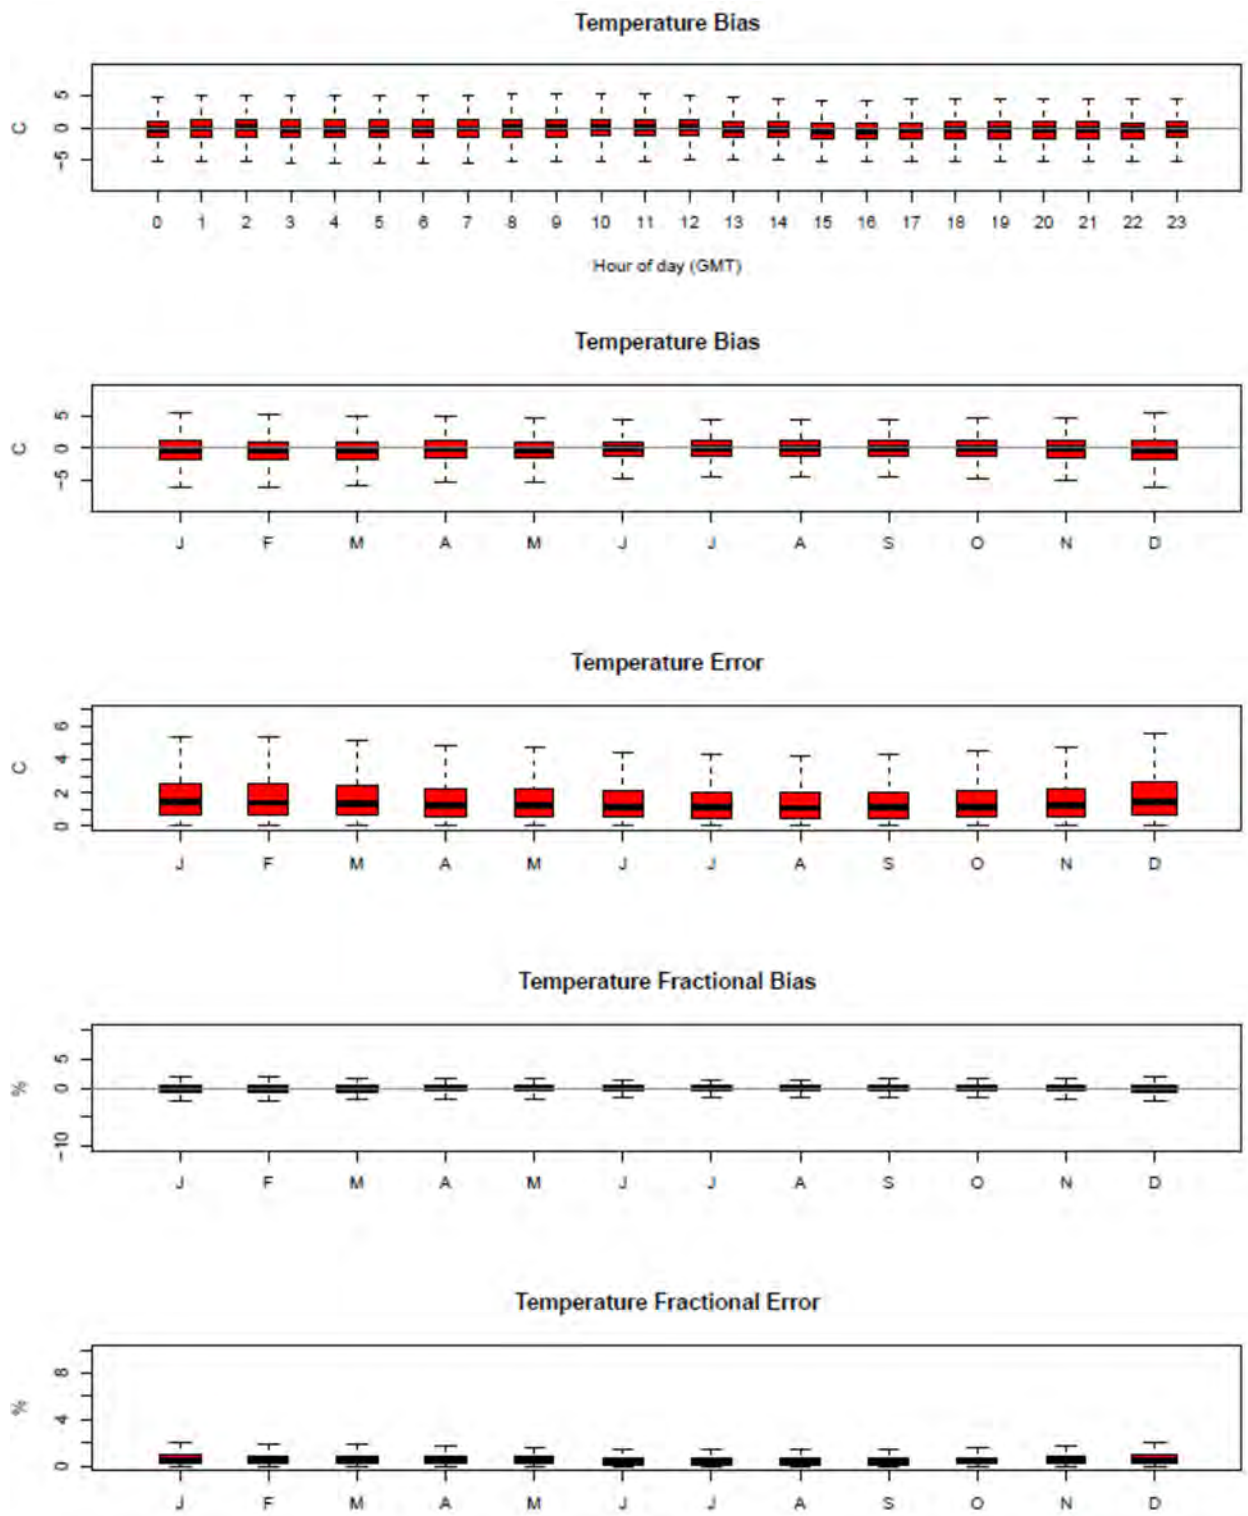 Temperature Bias
C
5
0
-5
0 1 2 3 4 5 6 7 8 9 10 11 12 13 14 15 16 17 18 19 20 21 22 23
Hour of day (GMT)
Temperature Bias
C
5
0
-5
J F M A M J J A S O N D
Temperature Error
C
6
4
2
0
J F M A M J J A S O N D
Temperature Fractional Bias
%
5
0
-10
J F M A M J J A S O N D
Temperature Fractional Error
%
8
4
0
J F M A M J J A S O N D